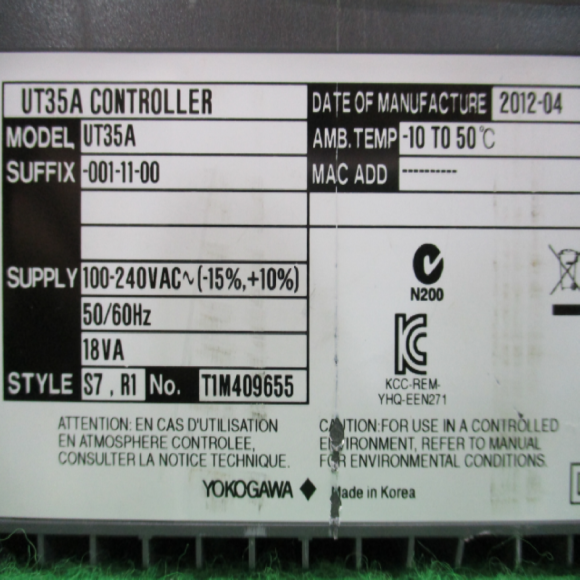 UT35A CONTROLLER
DATE OF MANUFACTURE 2012-04
MODEL UT35A
AMB.TEMP -10 TO 50℃
SUFFIX -001-11-00
MAC ADD ----------
SUPPLY 100-240VAC~(-15%,+10%)
50/60Hz
18VA
STYLE S7 , R1 No. T1M409655
N200
KCC-REM-
YHQ-EEN271
ATTENTION: EN CAS D'UTILISATION
EN ATMOSPHERE CONTROLEE,
CONSULTER LA NOTICE TECHNIQUE.
CAUTION:FOR USE IN A CONTROLLED
ENVIRONMENT, REFER TO MANUAL
FOR ENVIRONMENTAL CONDITIONS.
YOKOGAWA ◆ Made in Korea